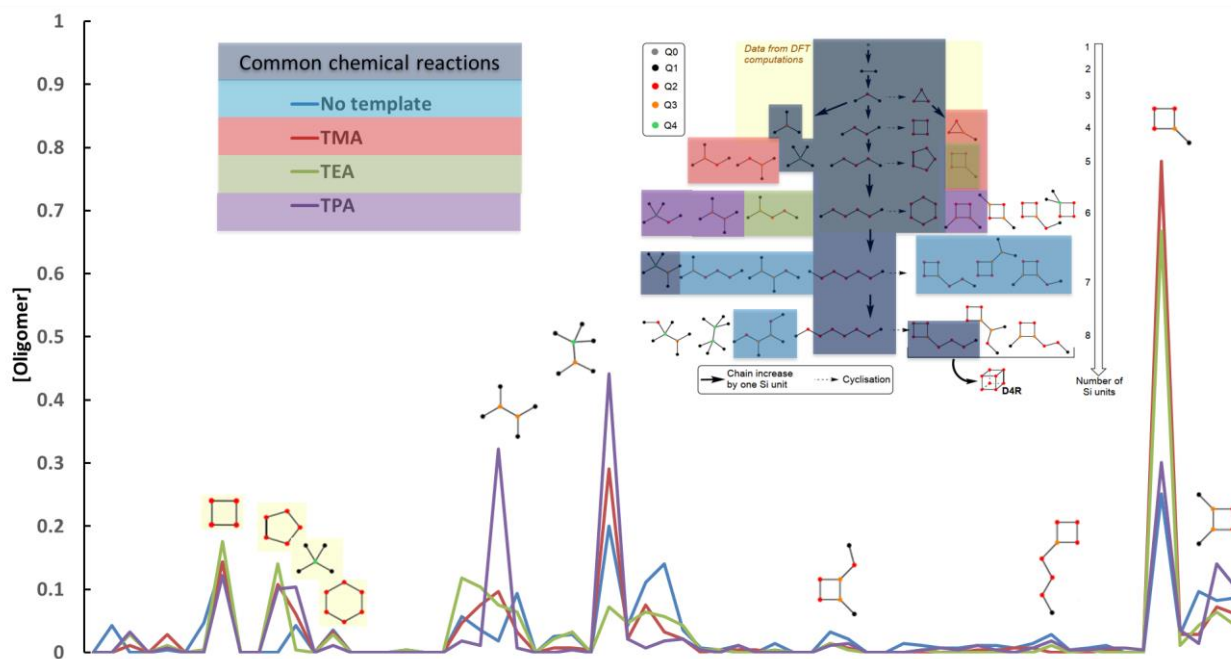 1
0.9
0.8
0.7
0.6
0.5
0.4
0.3
0.2
0.1
0
[Oligomer]
Common chemical reactions
No template
TMA
TEA
TPA
Q0
Q1
Q2
Q3
Q4
Data from DFT
computations
1
2
3
4
5
6
7
8
Number of
Si units
Chain increase
by one Si unit
Cyclisation
D4R